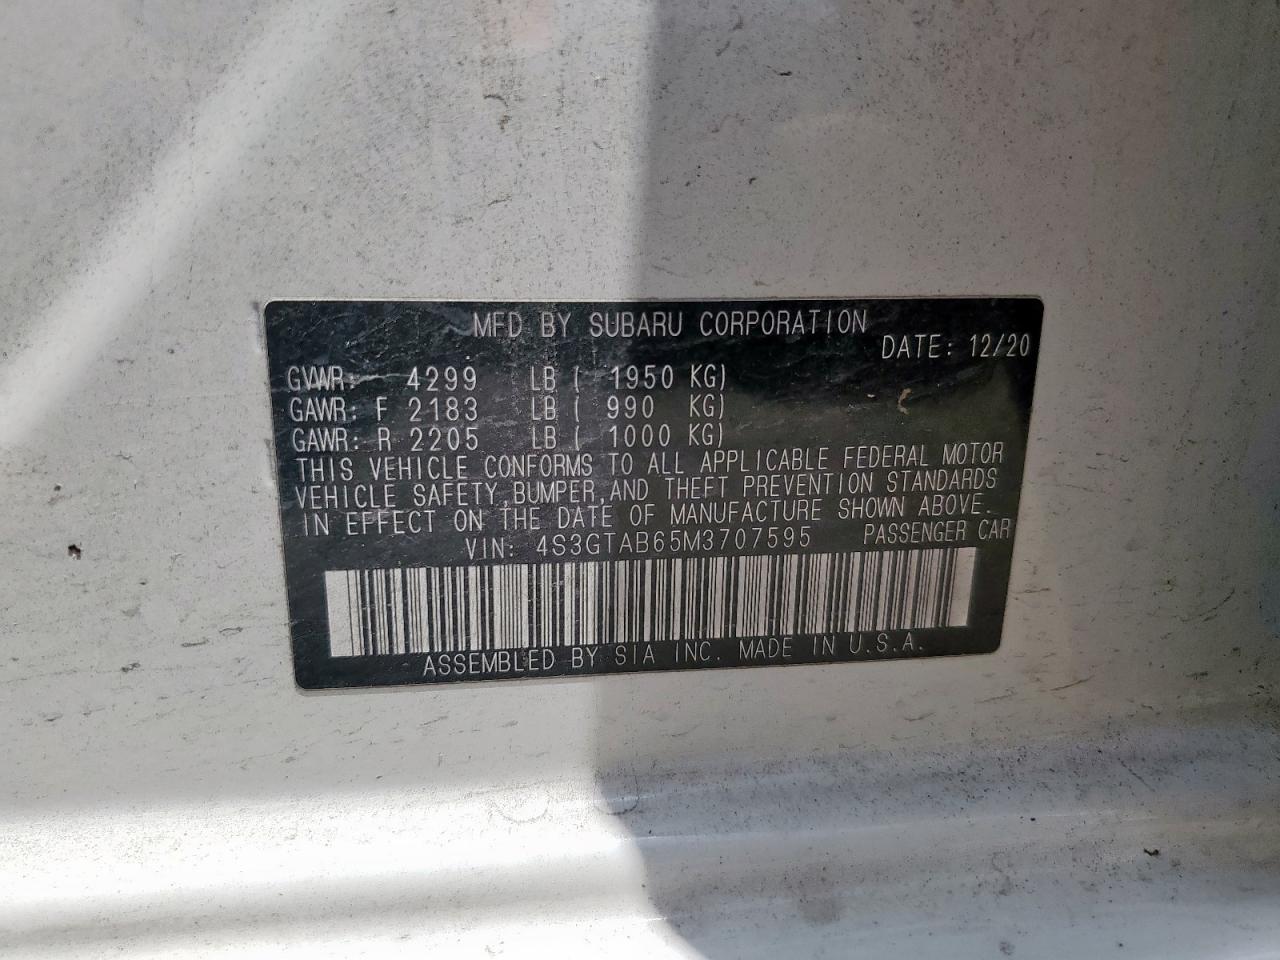 MFD BY SUBARU CORPORATION
DATE: 12/20
GVWR: 4299 LB ( 1950 KG)
GAWR: F 2183 LB ( 990 KG)
GAWR: R 2205 LB ( 1000 KG)
THIS VEHICLE CONFORMS TO ALL APPLICABLE FEDERAL MOTOR
VEHICLE SAFETY, BUMPER, AND THEFT PREVENTION STANDARDS
IN EFFECT ON THE DATE OF MANUFACTURE SHOWN ABOVE.
VIN: 4S3GTAB65M3707595 PASSENGER CAR
ASSEMBLED BY SIA INC. MADE IN U.S.A.